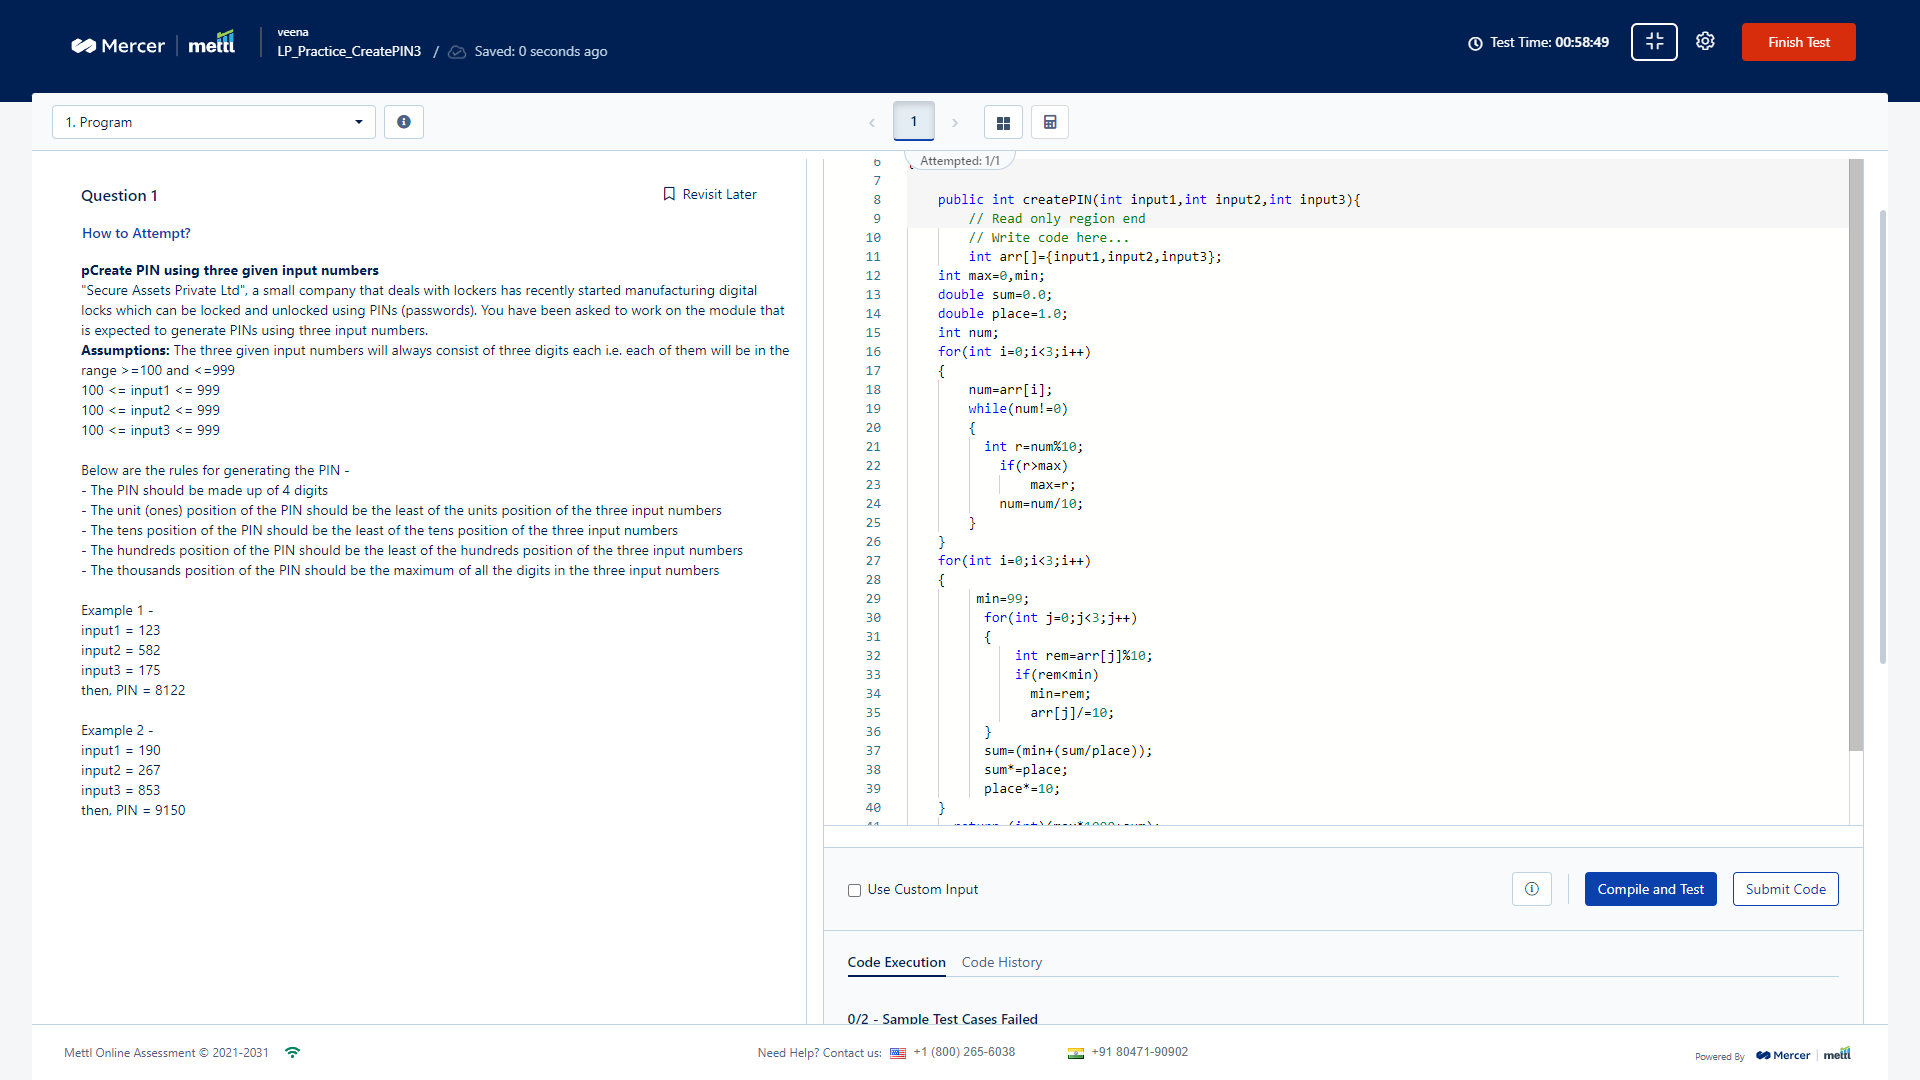 Mercer | mettl
veena
LP_Practice_CreatePIN3 / Saved: 0 seconds ago
Test Time: 00:58:49
Finish Test
1. Program
1
Attempted: 1/1
Question 1
Revisit Later
How to Attempt?
pCreate PIN using three given input numbers
"Secure Assets Private Ltd", a small company that deals with lockers has recently started manufacturing digital
locks which can be locked and unlocked using PINs (passwords). You have been asked to work on the module that
is expected to generate PINs using three input numbers.
Assumptions: The three given input numbers will always consist of three digits each i.e. each of them will be in the
range >=100 and <=999
100 <= input1 <= 999
100 <= input2 <= 999
100 <= input3 <= 999
Below are the rules for generating the PIN -
- The PIN should be made up of 4 digits
- The unit (ones) position of the PIN should be the least of the units position of the three input numbers
- The tens position of the PIN should be the least of the tens position of the three input numbers
- The hundreds position of the PIN should be the least of the hundreds position of the three input numbers
- The thousands position of the PIN should be the maximum of all the digits in the three input numbers
Example 1 -
input1 = 123
input2 = 582
input3 = 175
then, PIN = 8122
Example 2 -
input1 = 190
input2 = 267
input3 = 853
then, PIN = 9150
6
7
8 public int createPIN(int input1,int input2,int input3){
9 // Read only region end
10 // Write code here...
11 int arr[]={input1,input2,input3};
12 int max=0,min;
13 double sum=0.0;
14 double place=1.0;
15 int num;
16 for(int i=0;i<3;i++)
17 {
18 num=arr[i];
19 while(num!=0)
20 {
21 int r=num%10;
22 if(r>max)
23 max=r;
24 num=num/10;
25 }
26 }
27 for(int i=0;i<3;i++)
28 {
29 min=99;
30 for(int j=0;j<3;j++)
31 {
32 int rem=arr[j]%10;
33 if(rem<min)
34 min=rem;
35 arr[j]/=10;
36 }
37 sum=(min+(sum/place));
38 sum*=place;
39 place*=10;
40 }
41 return (int)(max*1000+sum);
Use Custom Input
Compile and Test
Submit Code
Code Execution
Code History
0/2 - Sample Test Cases Failed
Mettl Online Assessment © 2021-2031
Need Help? Contact us: +1 (800) 265-6038
+91 80471-90902
Powered By Mercer | mettl